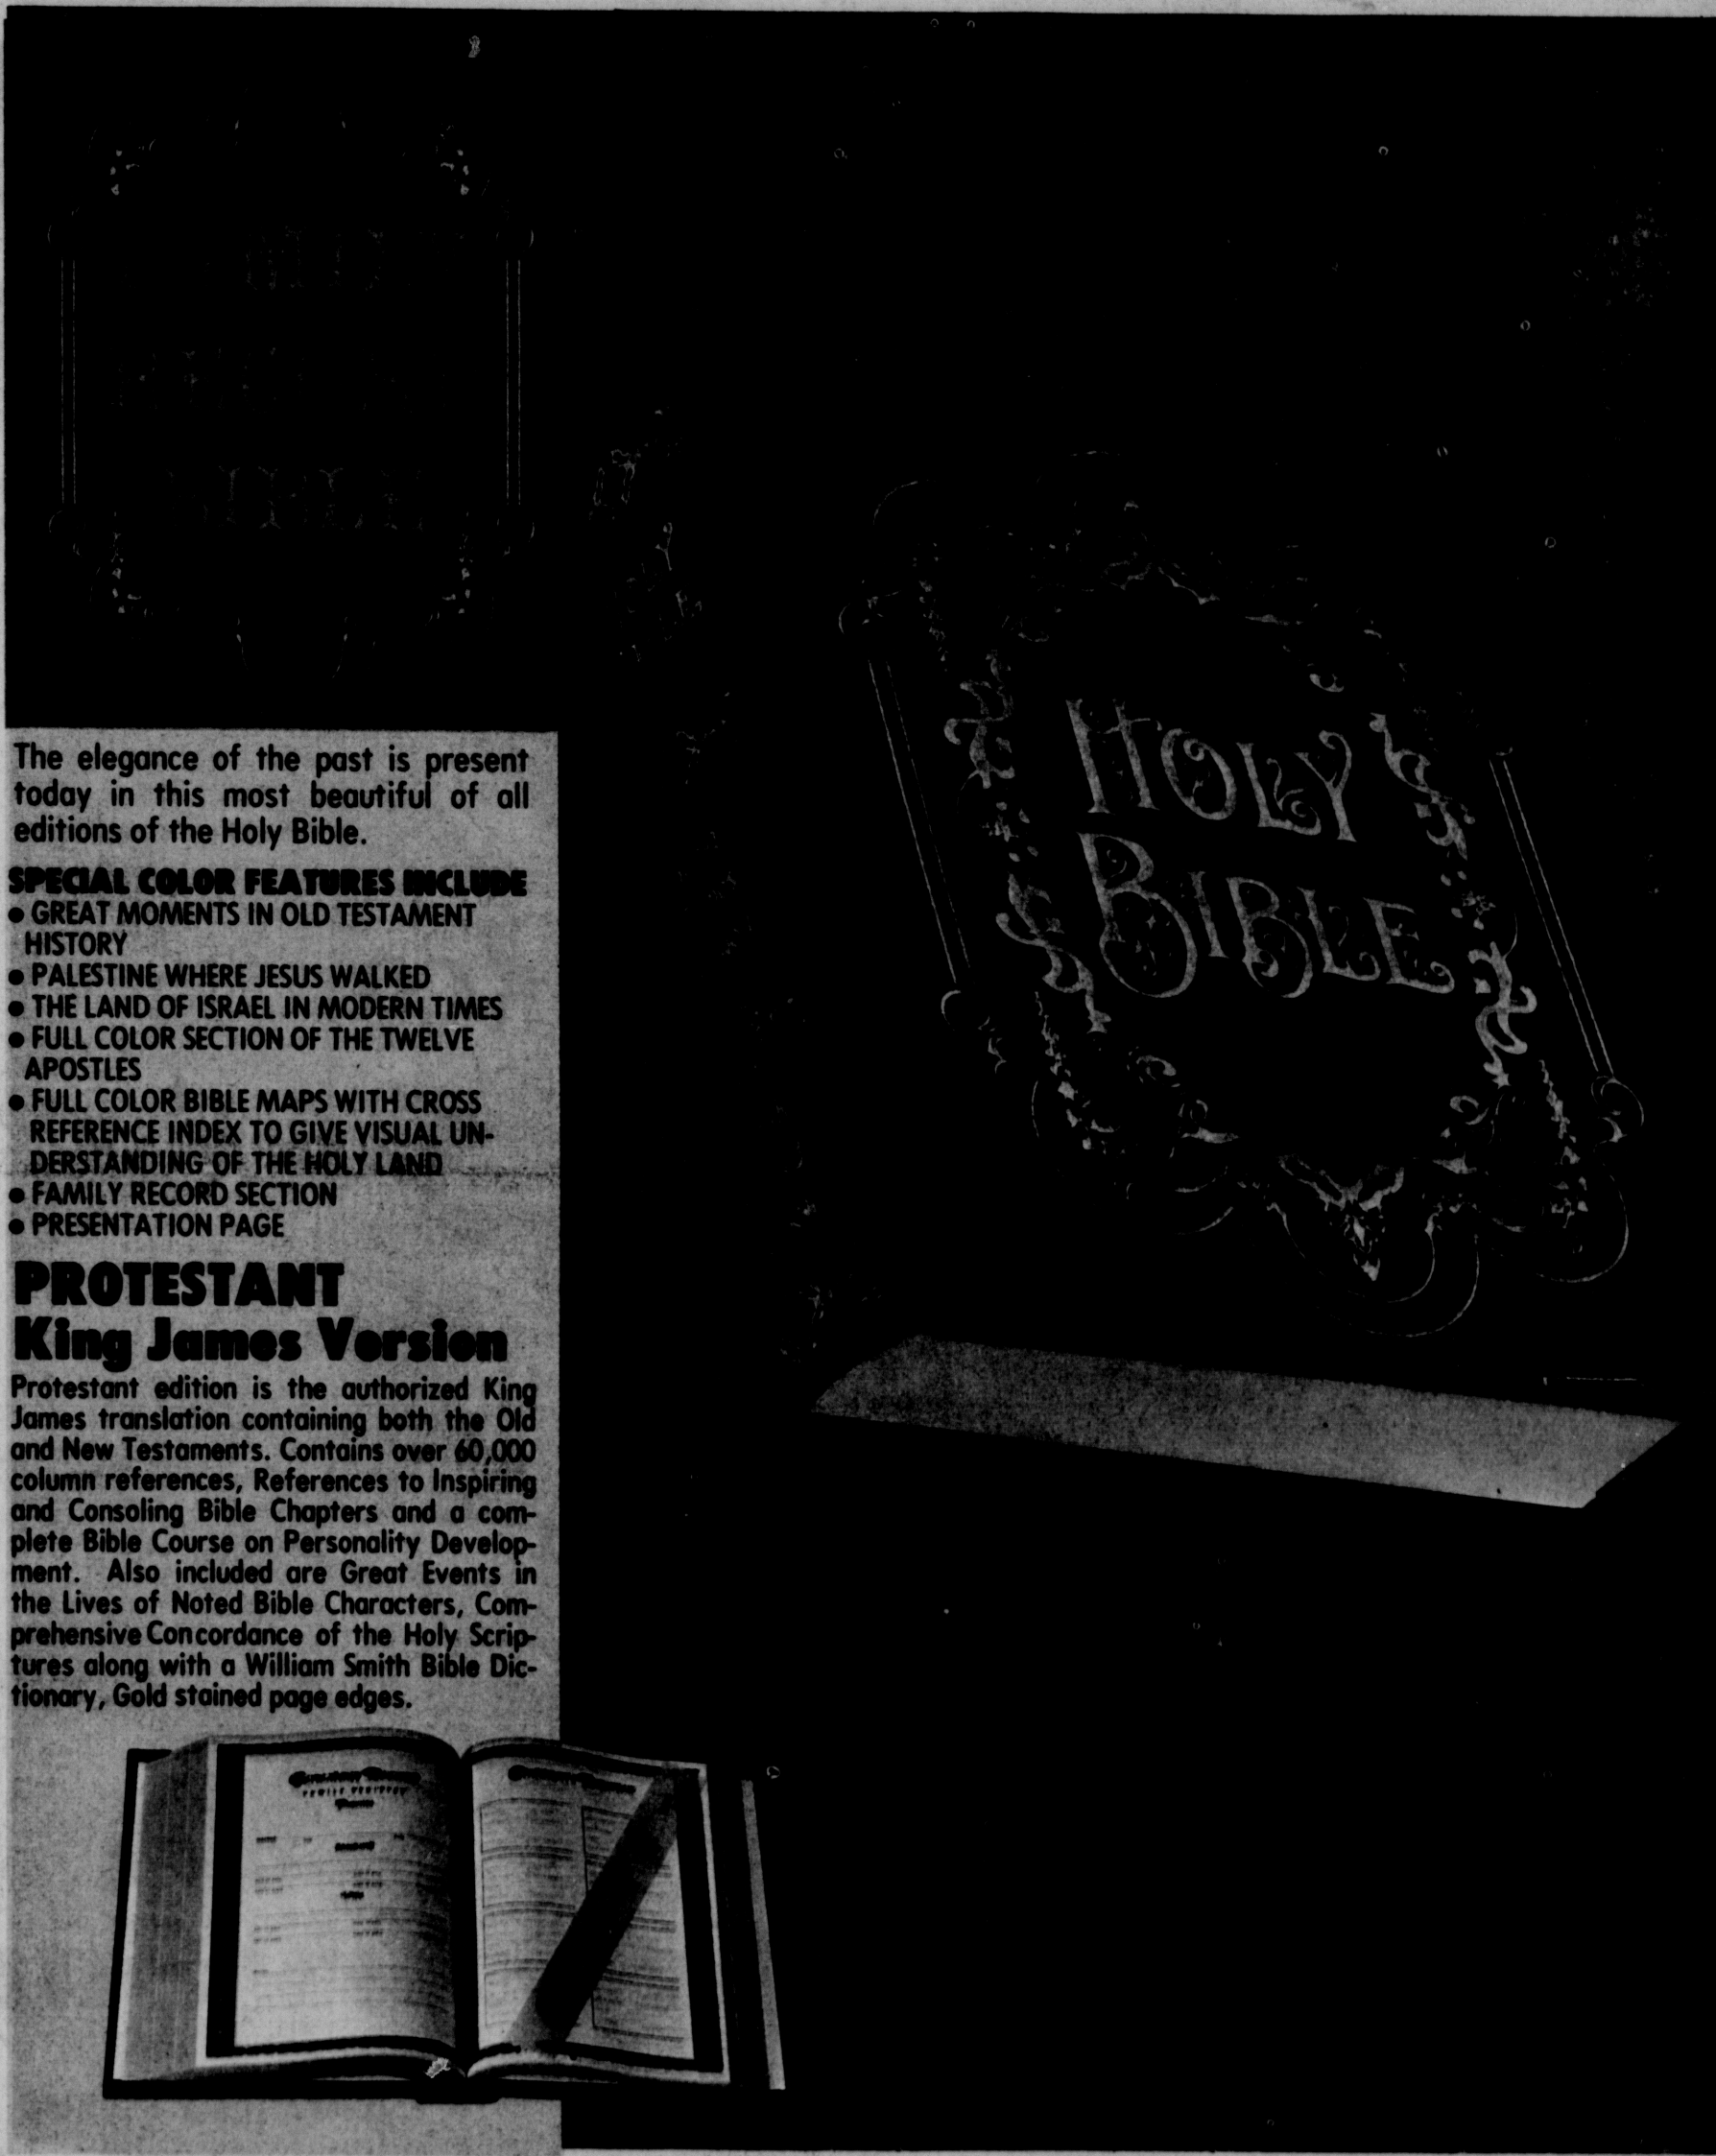 The elegance of the past is present
today in this most beautiful of all
editions of the Holy Bible.
SPECIAL COLOR FEATURES INCLUDE
• GREAT MOMENTS IN OLD TESTAMENT
HISTORY
• PALESTINE WHERE JESUS WALKED
• THE LAND OF ISRAEL IN MODERN TIMES
• FULL COLOR SECTION OF THE TWELVE
APOSTLES
• FULL COLOR BIBLE MAPS WITH CROSS
REFERENCE INDEX TO GIVE VISUAL UN-
DERSTANDING OF THE HOLY LAND
• FAMILY RECORD SECTION
• PRESENTATION PAGE
PROTESTANT
King James Version
Protestant edition is the authorized King
James translation containing both the Old
and New Testaments. Contains over 60,000
column references, References to Inspiring
and Consoling Bible Chapters and a com-
plete Bible Course on Personality Develop-
ment. Also included are Great Events in
the Lives of Noted Bible Characters, Com-
prehensive Concordance of the Holy Scrip-
tures along with a William Smith Bible Dic-
tionary, Gold stained page edges.
HOLY
BIBLE